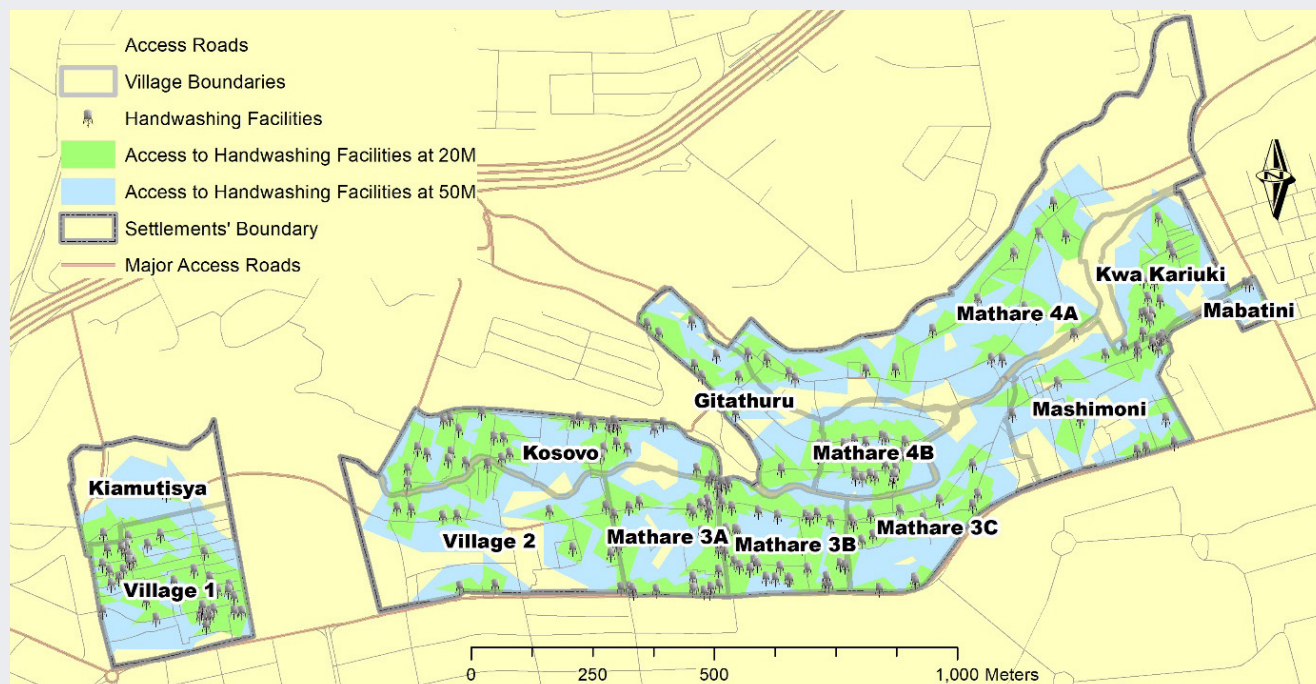 Access Roads
Village Boundaries
Handwashing Facilities
Access to Handwashing Facilities at 20M
Access to Handwashing Facilities at 50M
Settlements' Boundary
Major Access Roads
N
Kwa Kariuki
Mabatini
Mathare 4A
Gitathuru
Mashimoni
Kosovo
Mathare 4B
Kiamutisya
Mathare 3C
Village 2
Mathare 3A
Mathare 3B
Village 1
0 250 500 1,000 Meters